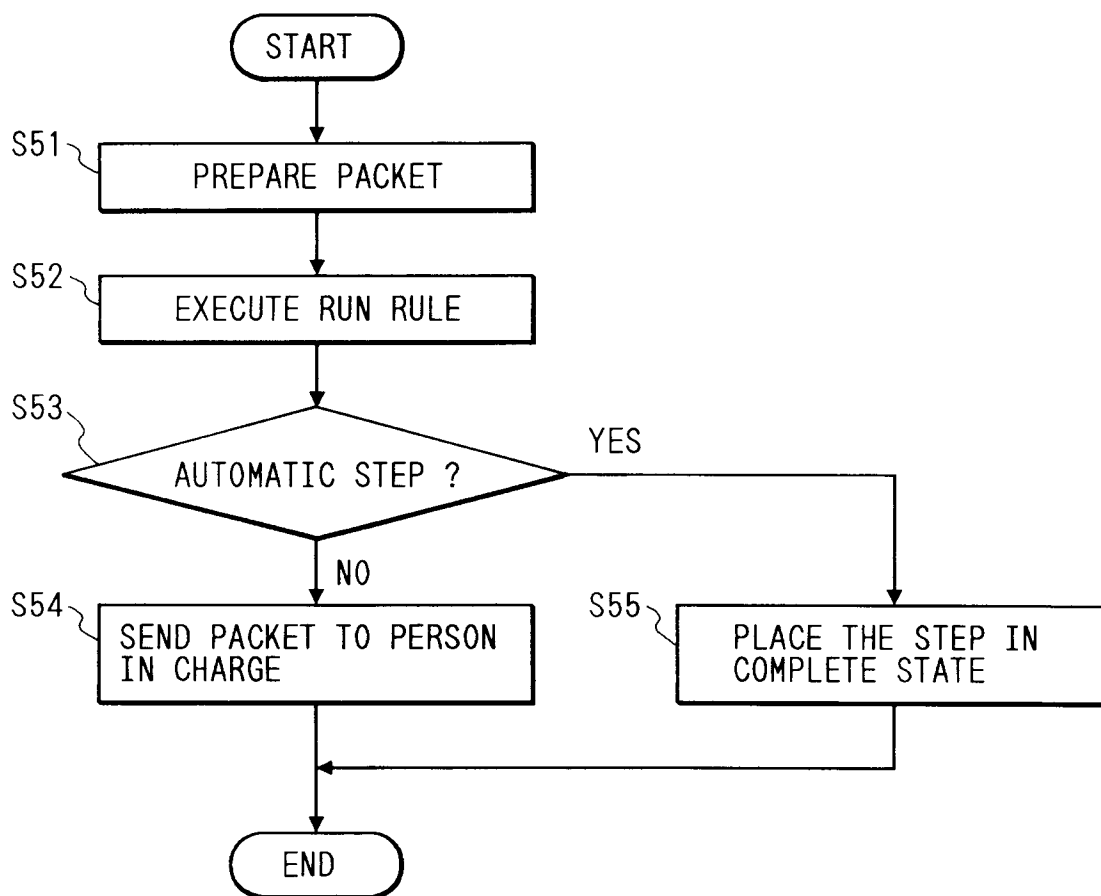 START
S51
PREPARE PACKET
S52
EXECUTE RUN RULE
S53
AUTOMATIC STEP ?
YES
NO
S54
SEND PACKET TO PERSON
IN CHARGE
S55
PLACE THE STEP IN
COMPLETE STATE
END